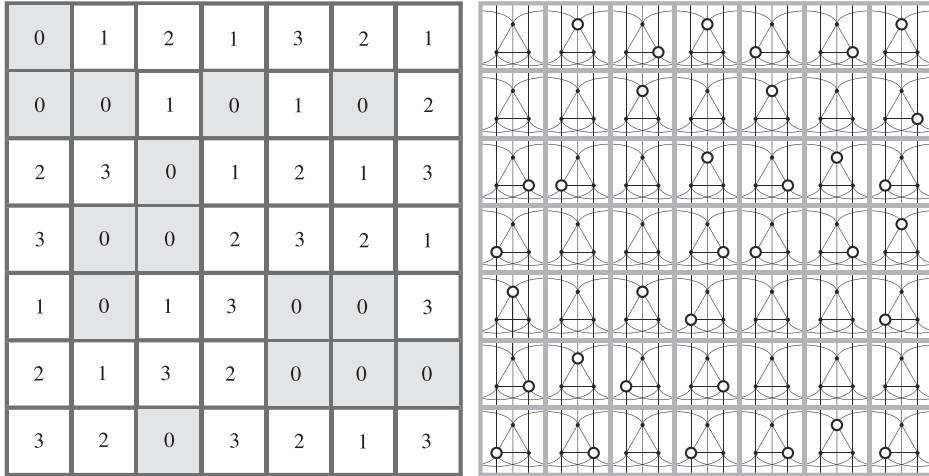 0 1 2 1 3 2 1
0 0 1 0 1 0 2
2 3 0 1 2 1 3
3 0 0 2 3 2 1
1 0 1 3 0 0 3
2 1 3 2 0 0 0
3 2 0 3 2 1 3